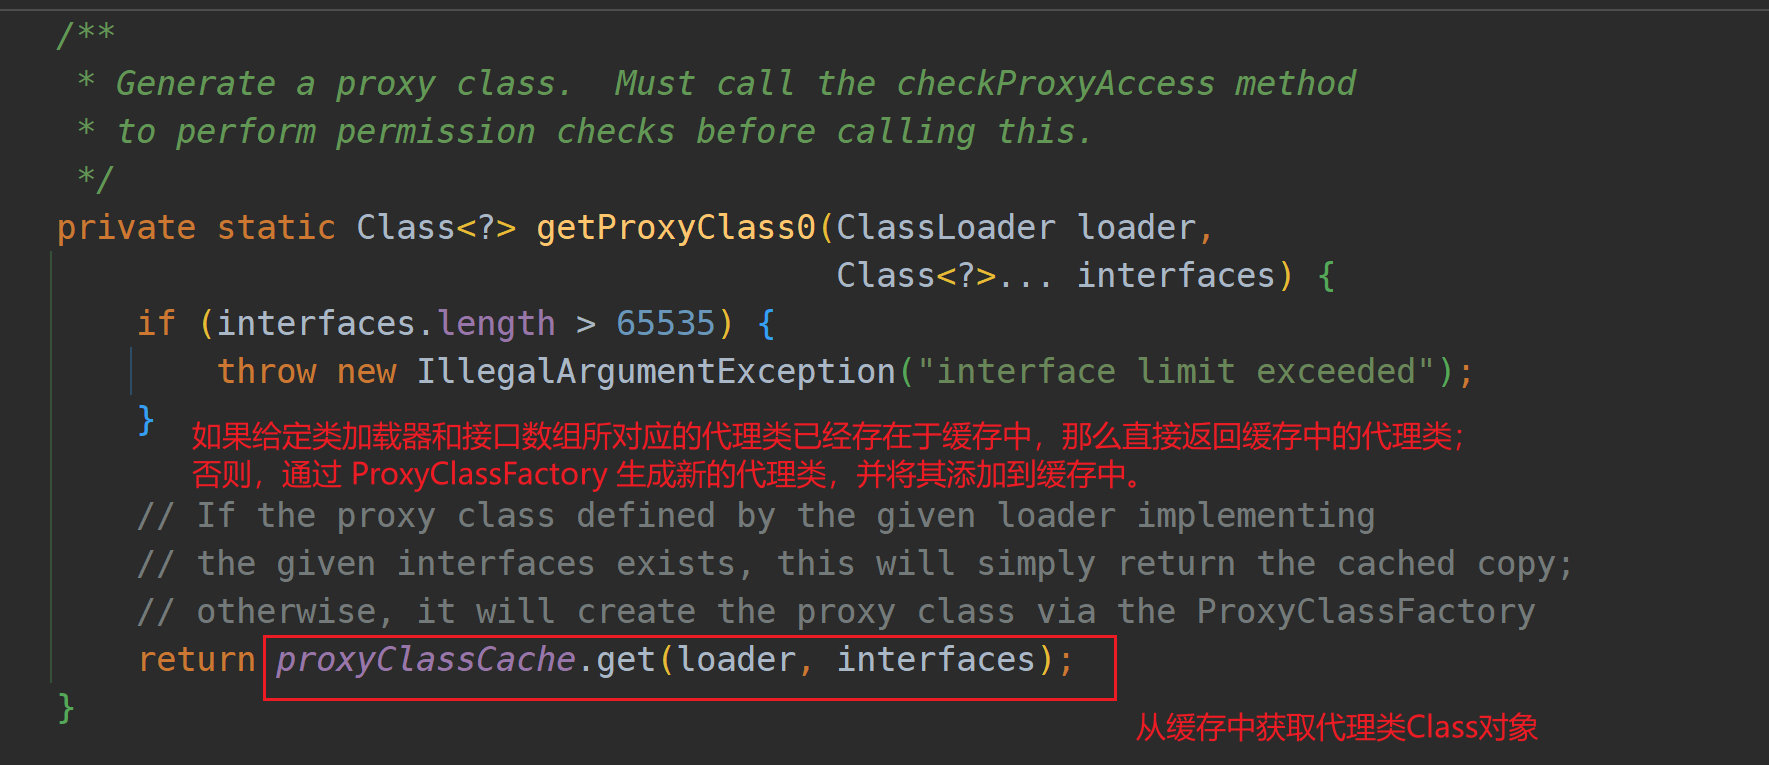 /**
 * Generate a proxy class.  Must call the checkProxyAccess method
 * to perform permission checks before calling this.
 */
private static Class<?> getProxyClass0(ClassLoader loader,
                                       Class<?>... interfaces) {
    if (interfaces.length > 65535) {
        throw new IllegalArgumentException("interface limit exceeded");
    }
如果给定类加载器和接口数组所对应的代理类已经存在于缓存中，那么直接返回缓存中的代理类；
否则，通过 ProxyClassFactory 生成新的代理类，并将其添加到缓存中。
    // If the proxy class defined by the given loader implementing
    // the given interfaces exists, this will simply return the cached copy;
    // otherwise, it will create the proxy class via the ProxyClassFactory
    return proxyClassCache.get(loader, interfaces);
}
从缓存中获取代理类Class对象